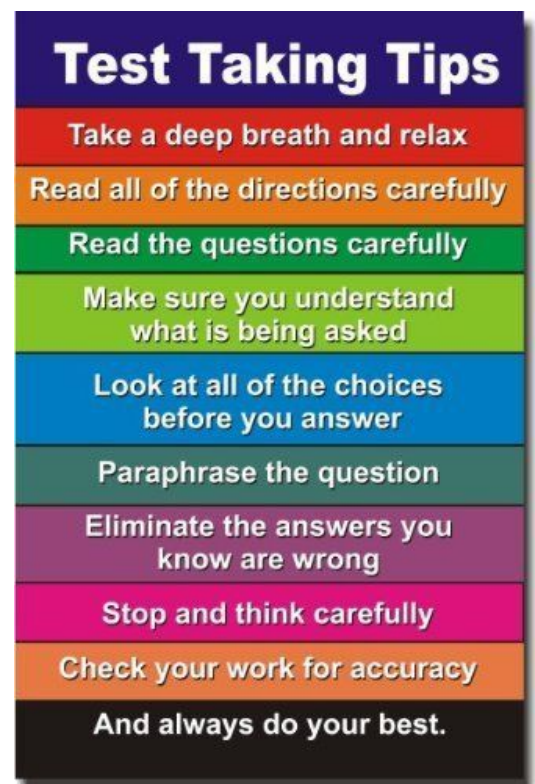 Test Taking Tips
Take a deep breath and relax
Read all of the directions carefully
Read the questions carefully
Make sure you understand
what is being asked
Look at all of the choices
before you answer
Paraphrase the question
Eliminate the answers you
know are wrong
Stop and think carefully
Check your work for accuracy
And always do your best.